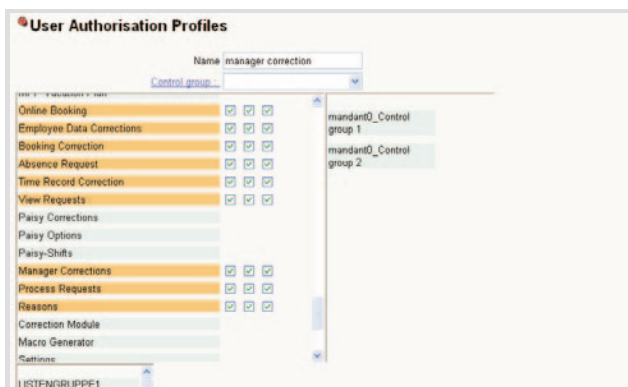 User Authorisation Profiles
Name manager correction
Control group :
Vacation Plan
Online Booking
Employee Data Corrections
Booking Correction
Absence Request
Time Record Correction
View Requests
Paisy Corrections
Paisy Options
Paisy-Shifts
Manager Corrections
Process Requests
Reasons
Correction Module
Macro Generator
Settings
mandant0_Control
group 1
mandant0_Control
group 2
LISTENGRUPPE1